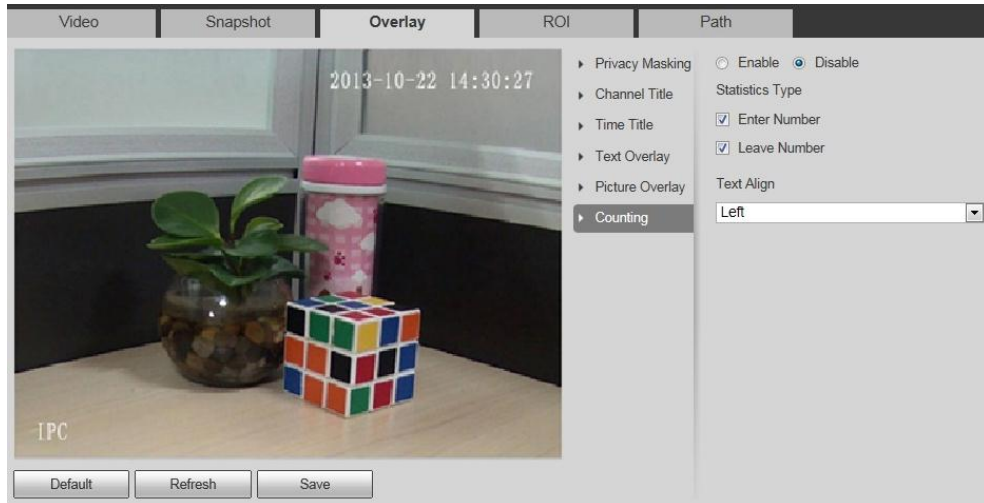 Video Snapshot Overlay ROI Path
2013-10-22 14:30:27
IPC
Privacy Masking
Channel Title
Time Title
Text Overlay
Picture Overlay
Counting
Enable Disable
Statistics Type
Enter Number
Leave Number
Text Align
Left
Default Refresh Save